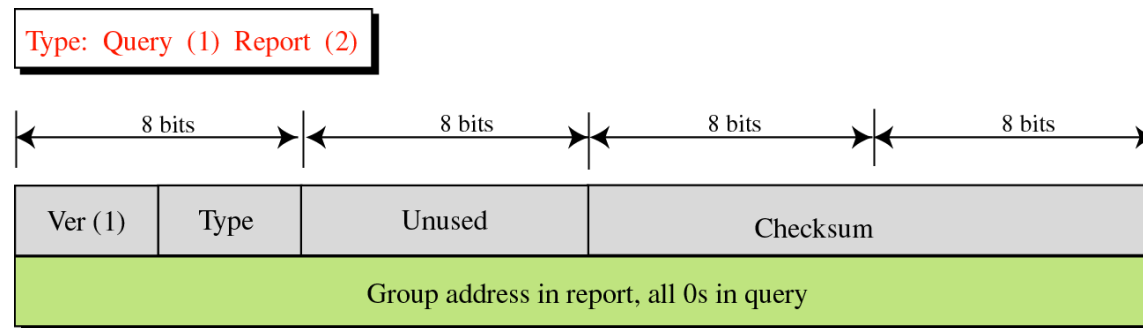 Type: Query (1) Report (2)
8 bits 8 bits 8 bits 8 bits
Ver (1) Type Unused Checksum
Group address in report, all 0s in query